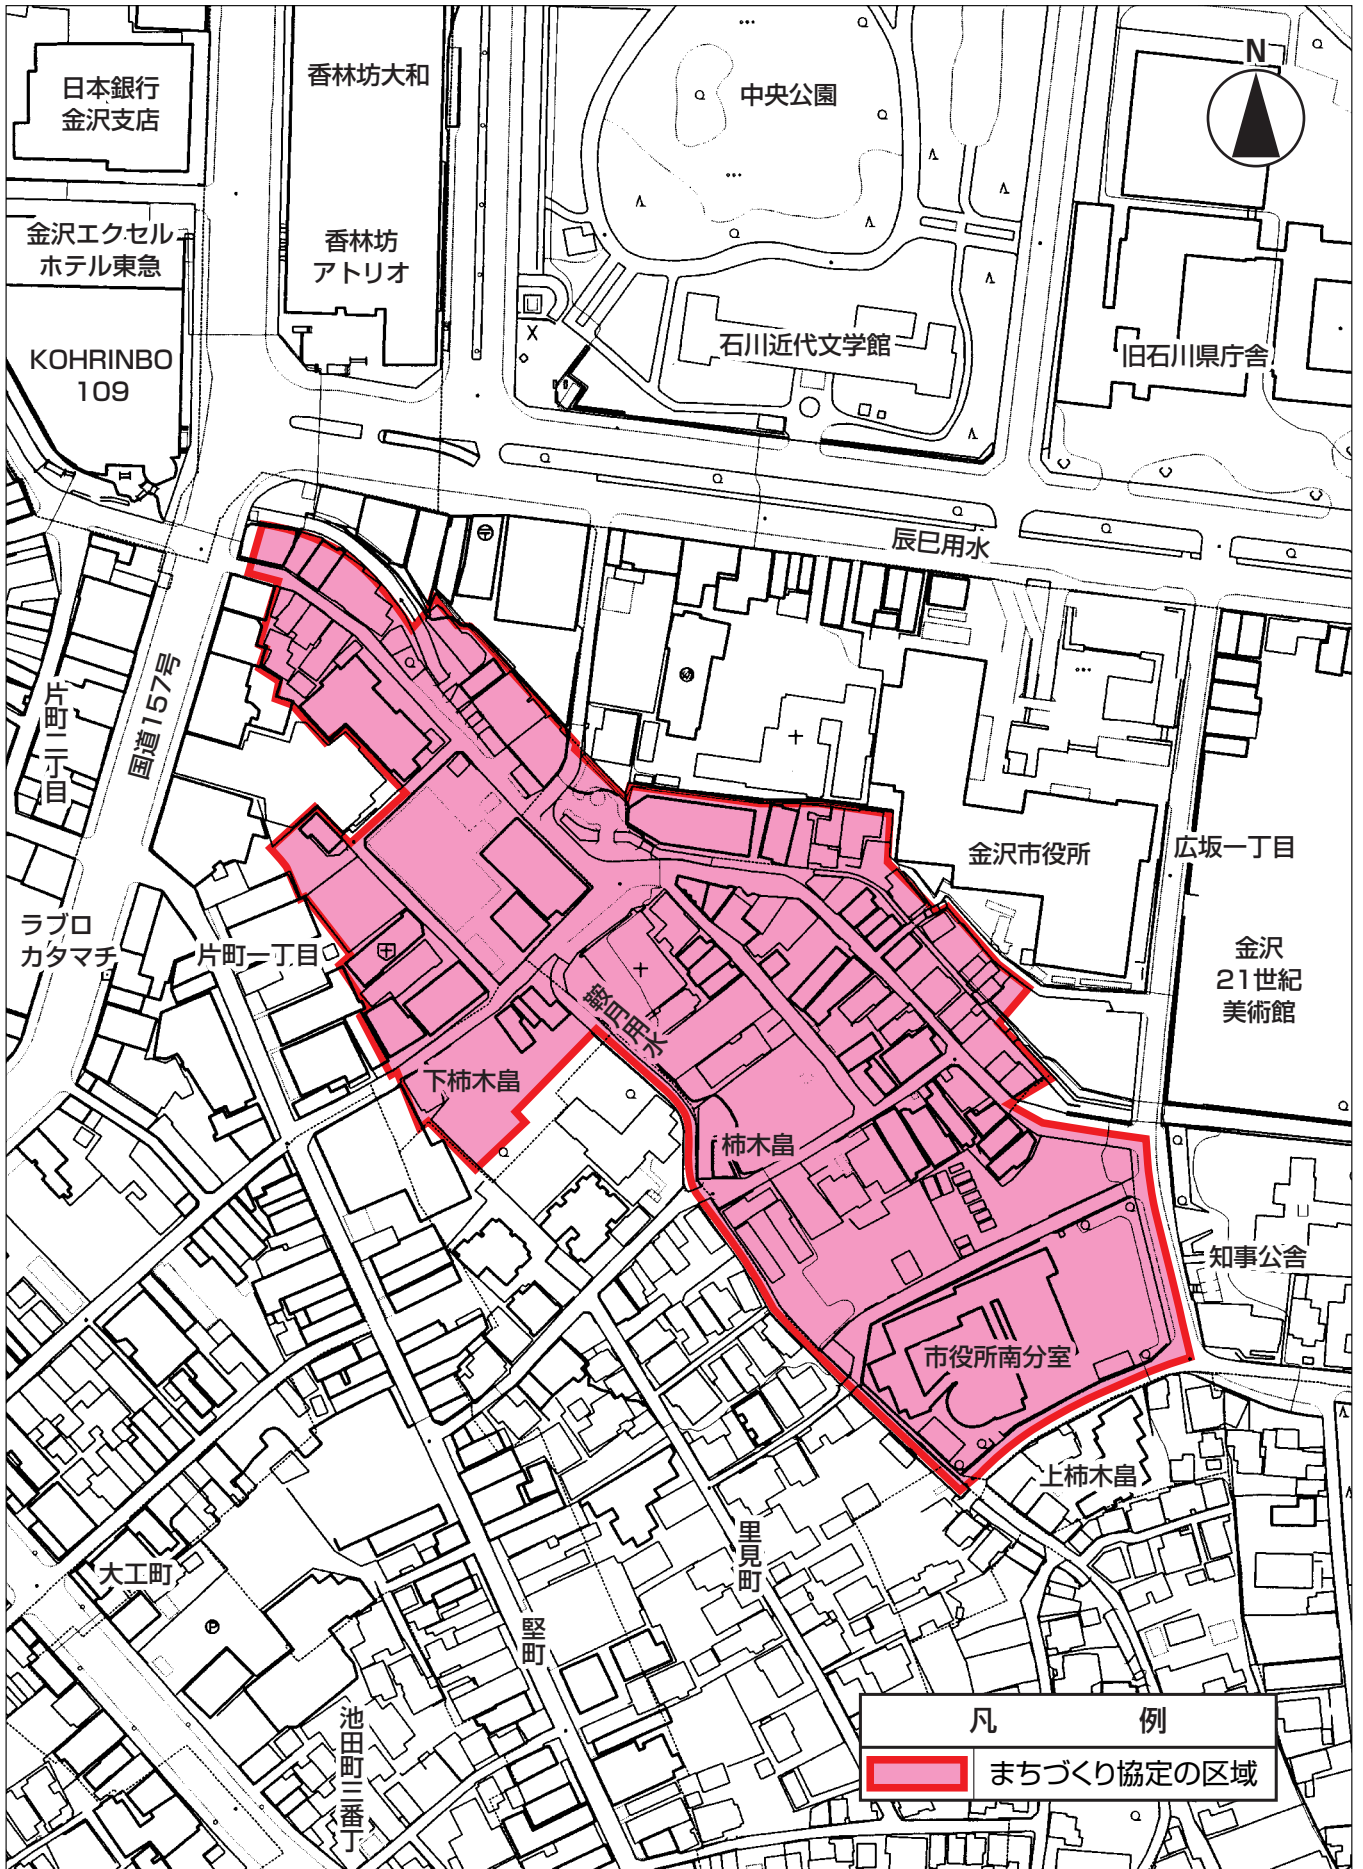 日本銀行
金沢支店
香林坊大和
中央公園
N
金沢エクセル
ホテル東急
香林坊
アトリオ
KOHRINBO
109
石川近代文学館
旧石川県庁舎
辰巳用水
国道157号
片町二丁目
金沢市役所
広坂一丁目
ラブロ
カタマチ
片町一丁目
金沢
21世紀
美術館
鞍月用水
下柿木畠
柿木畠
知事公舎
市役所南分室
上柿木畠
大工町
里見町
竪町
池田町三番丁
凡例
まちづくり協定の区域